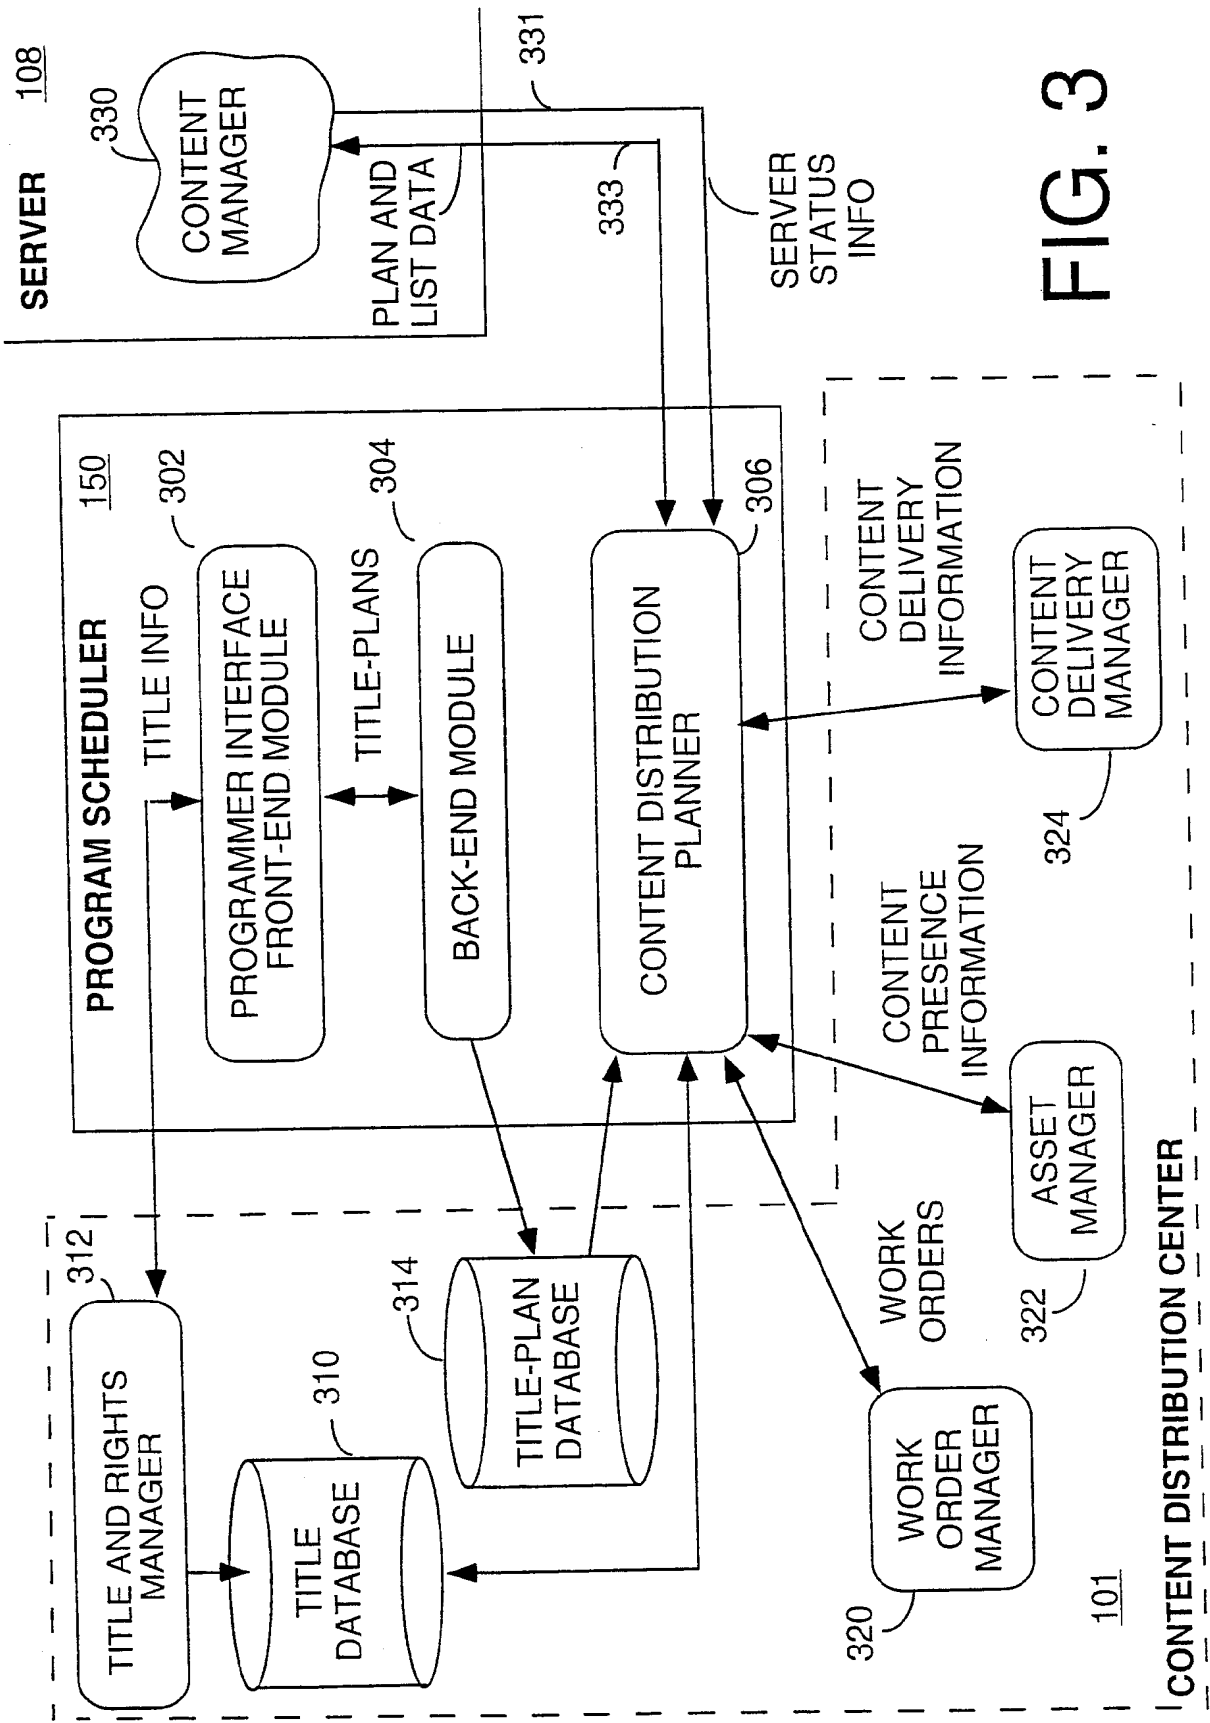 SERVER
108
330
CONTENT
MANAGER
PLAN AND
LIST DATA
331
333
SERVER
STATUS
INFO
PROGRAM SCHEDULER
150
TITLE INFO
302
PROGRAMMER INTERFACE
FRONT-END MODULE
TITLE-PLANS
304
BACK-END MODULE
CONTENT DISTRIBUTION
PLANNER
306
312
TITLE AND RIGHTS
MANAGER
310
TITLE
DATABASE
314
TITLE-PLAN
DATABASE
WORK
ORDERS
CONTENT
PRESENCE
INFORMATION
CONTENT
DELIVERY
INFORMATION
320
WORK
ORDER
MANAGER
322
ASSET
MANAGER
324
CONTENT
DELIVERY
MANAGER
101
CONTENT DISTRIBUTION CENTER
FIG. 3